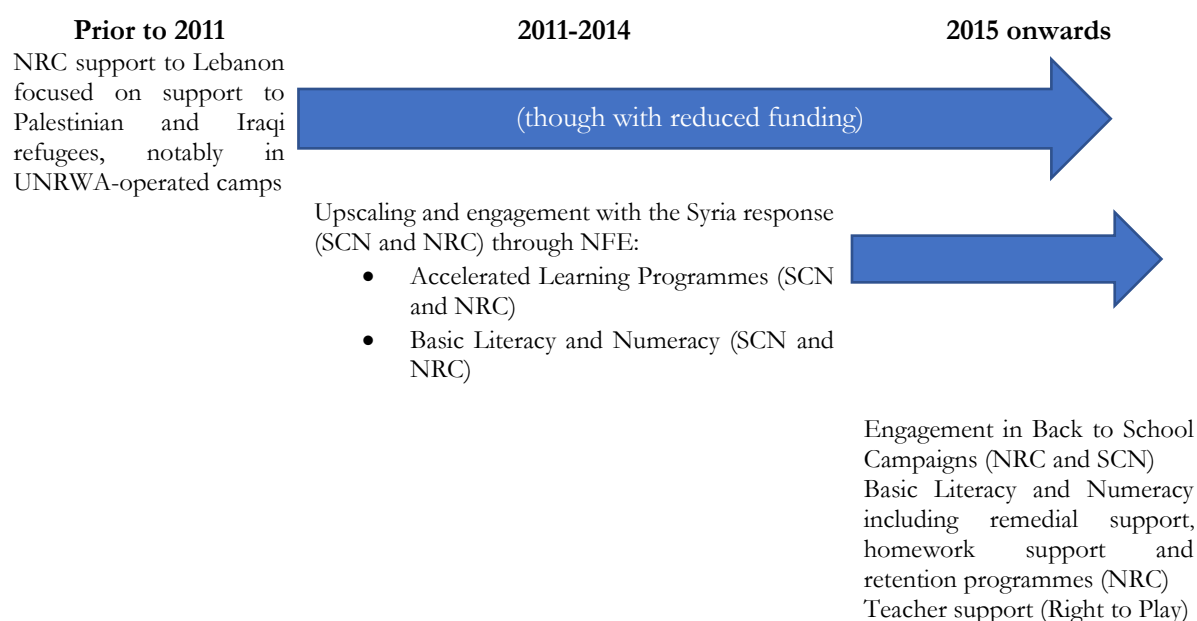 Prior to 2011
2011-2014
2015 onwards
NRC support to Lebanon
focused on support to
Palestinian and Iraqi
refugees, notably in
UNRWA-operated camps
(though with reduced funding)
Upscaling and engagement with the Syria response
(SCN and NRC) through NFE:
• Accelerated Learning Programmes (SCN
and NRC)
• Basic Literacy and Numeracy (SCN and
NRC)
Engagement in Back to School
Campaigns (NRC and SCN)
Basic Literacy and Numeracy
including remedial support,
homework support and
retention programmes (NRC)
Teacher support (Right to Play)